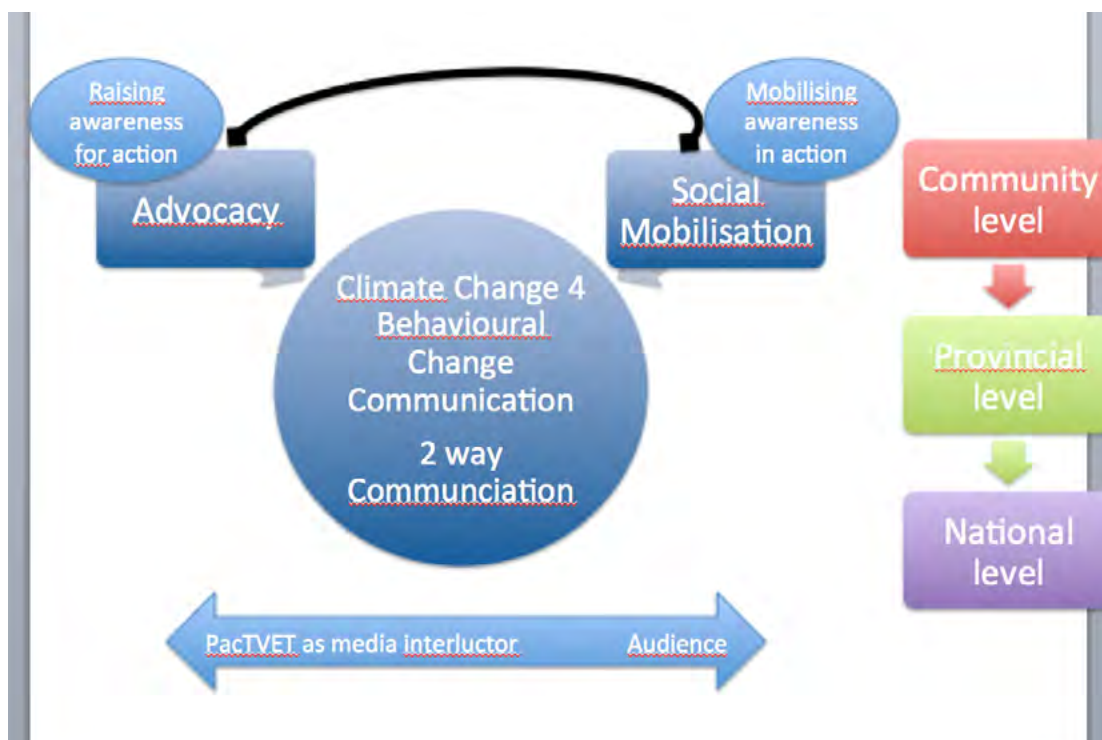 Raising
awareness
for action
Advocacy
Mobilising
awareness
in action
Social
Mobilisation
Climate Change 4
Behavioural
Change
Communication
2 way
Communciation
PacTVET as media interluctor
Audience
Community
level
Provincial
level
National
level